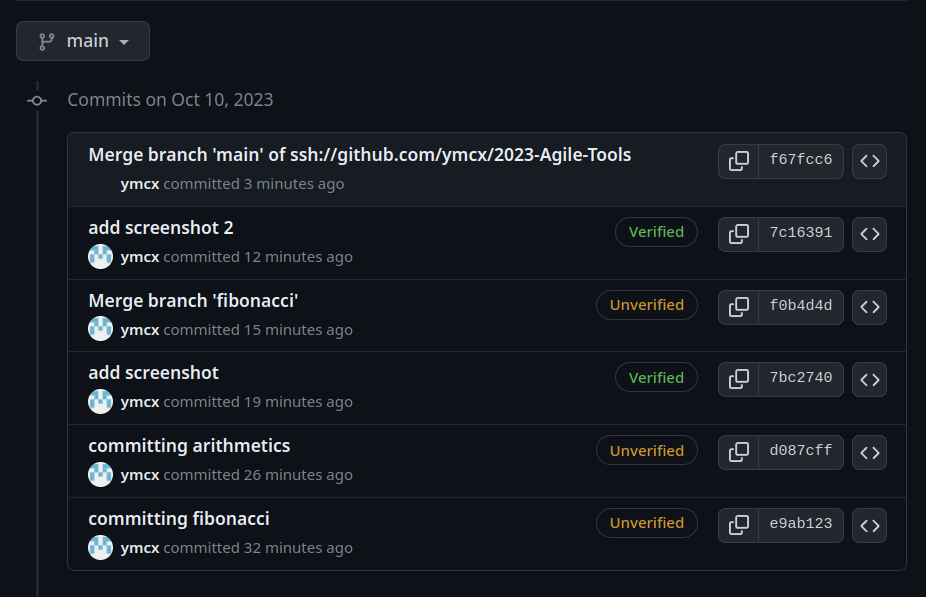 main
Commits on Oct 10, 2023
Merge branch 'main' of ssh://github.com/ymcx/2023-Agile-Tools
f67fcc6
ymcx committed 3 minutes ago
add screenshot 2
Verified
7c16391
ymcx committed 12 minutes ago
Merge branch 'fibonacci'
Unverified
f0b4d4d
ymcx committed 15 minutes ago
add screenshot
Verified
7bc2740
ymcx committed 19 minutes ago
committing arithmetics
Unverified
d087cff
ymcx committed 26 minutes ago
committing fibonacci
Unverified
e9ab123
ymcx committed 32 minutes ago